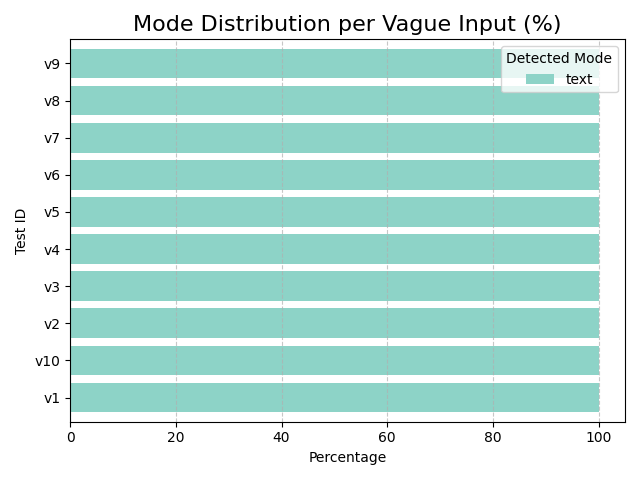 Mode Distribution per Vague Input (%)
Detected Mode
text
v9
v8
v7
v6
v5
v4
v3
v2
v10
v1
Test ID
0 20 40 60 80 100
Percentage